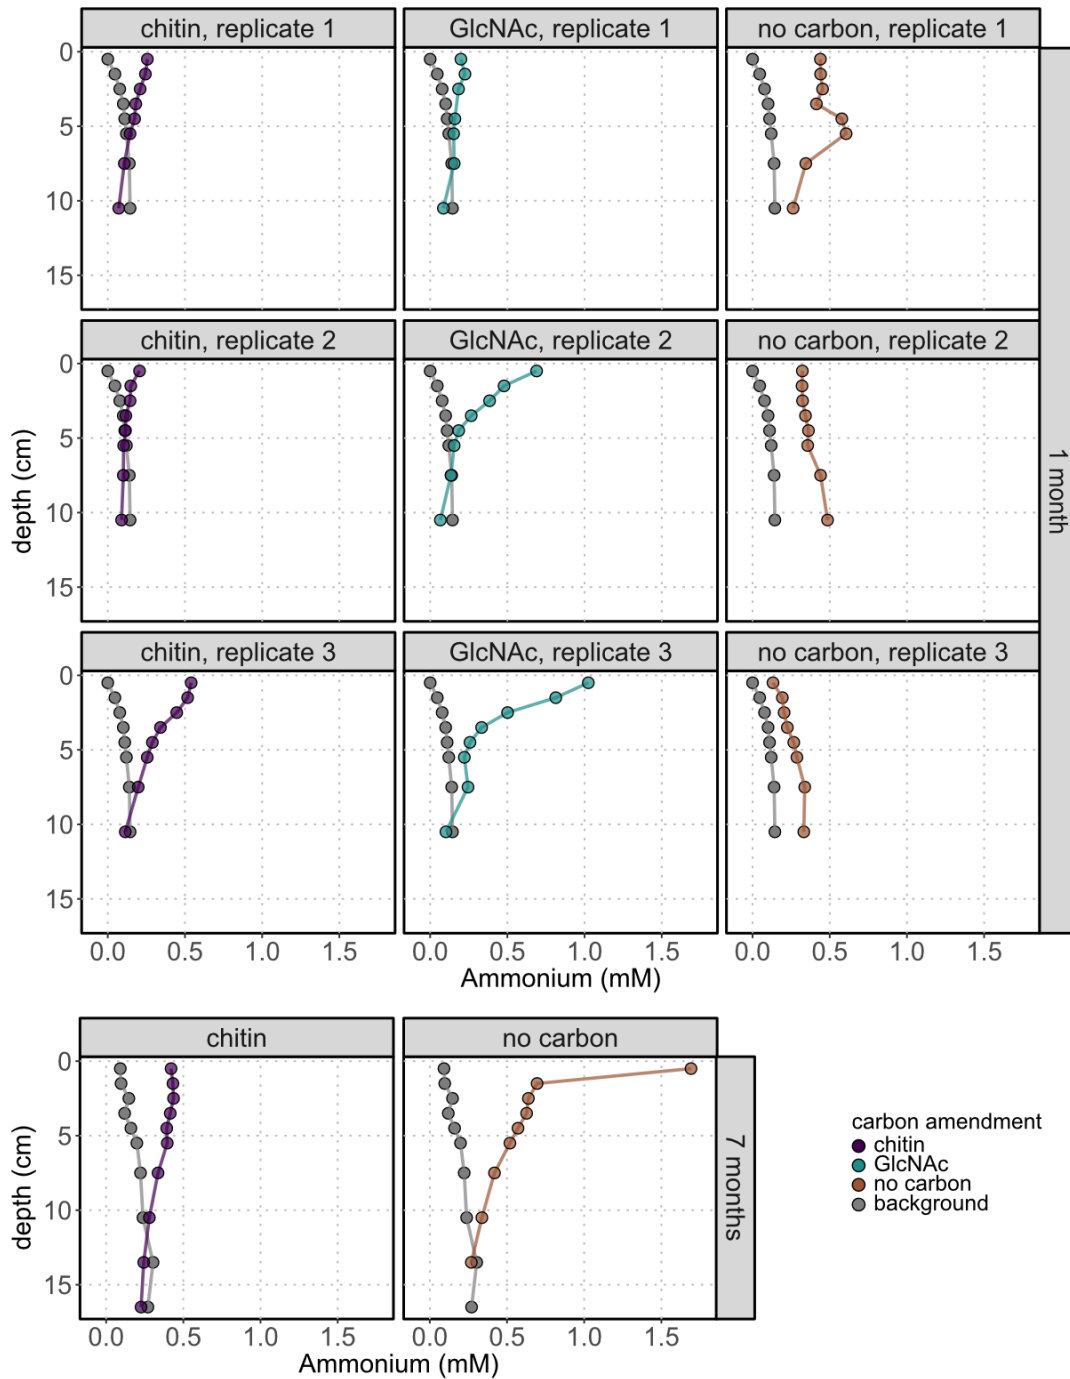 chitin, replicate 1 GlcNAc, replicate 1 no carbon, replicate 1
0
5
10
15
chitin, replicate 2 GlcNAc, replicate 2 no carbon, replicate 2
0
5
10
15
chitin, replicate 3 GlcNAc, replicate 3 no carbon, replicate 3
0
5
10
15
depth (cm)
1 month
0.0 0.5 1.0 1.5 0.0 0.5 1.0 1.5 0.0 0.5 1.0 1.5
Ammonium (mM)
chitin no carbon
0
5
10
15
depth (cm)
7 months
0.0 0.5 1.0 1.5 0.0 0.5 1.0 1.5
Ammonium (mM)
carbon amendment
chitin
GlcNAc
no carbon
background